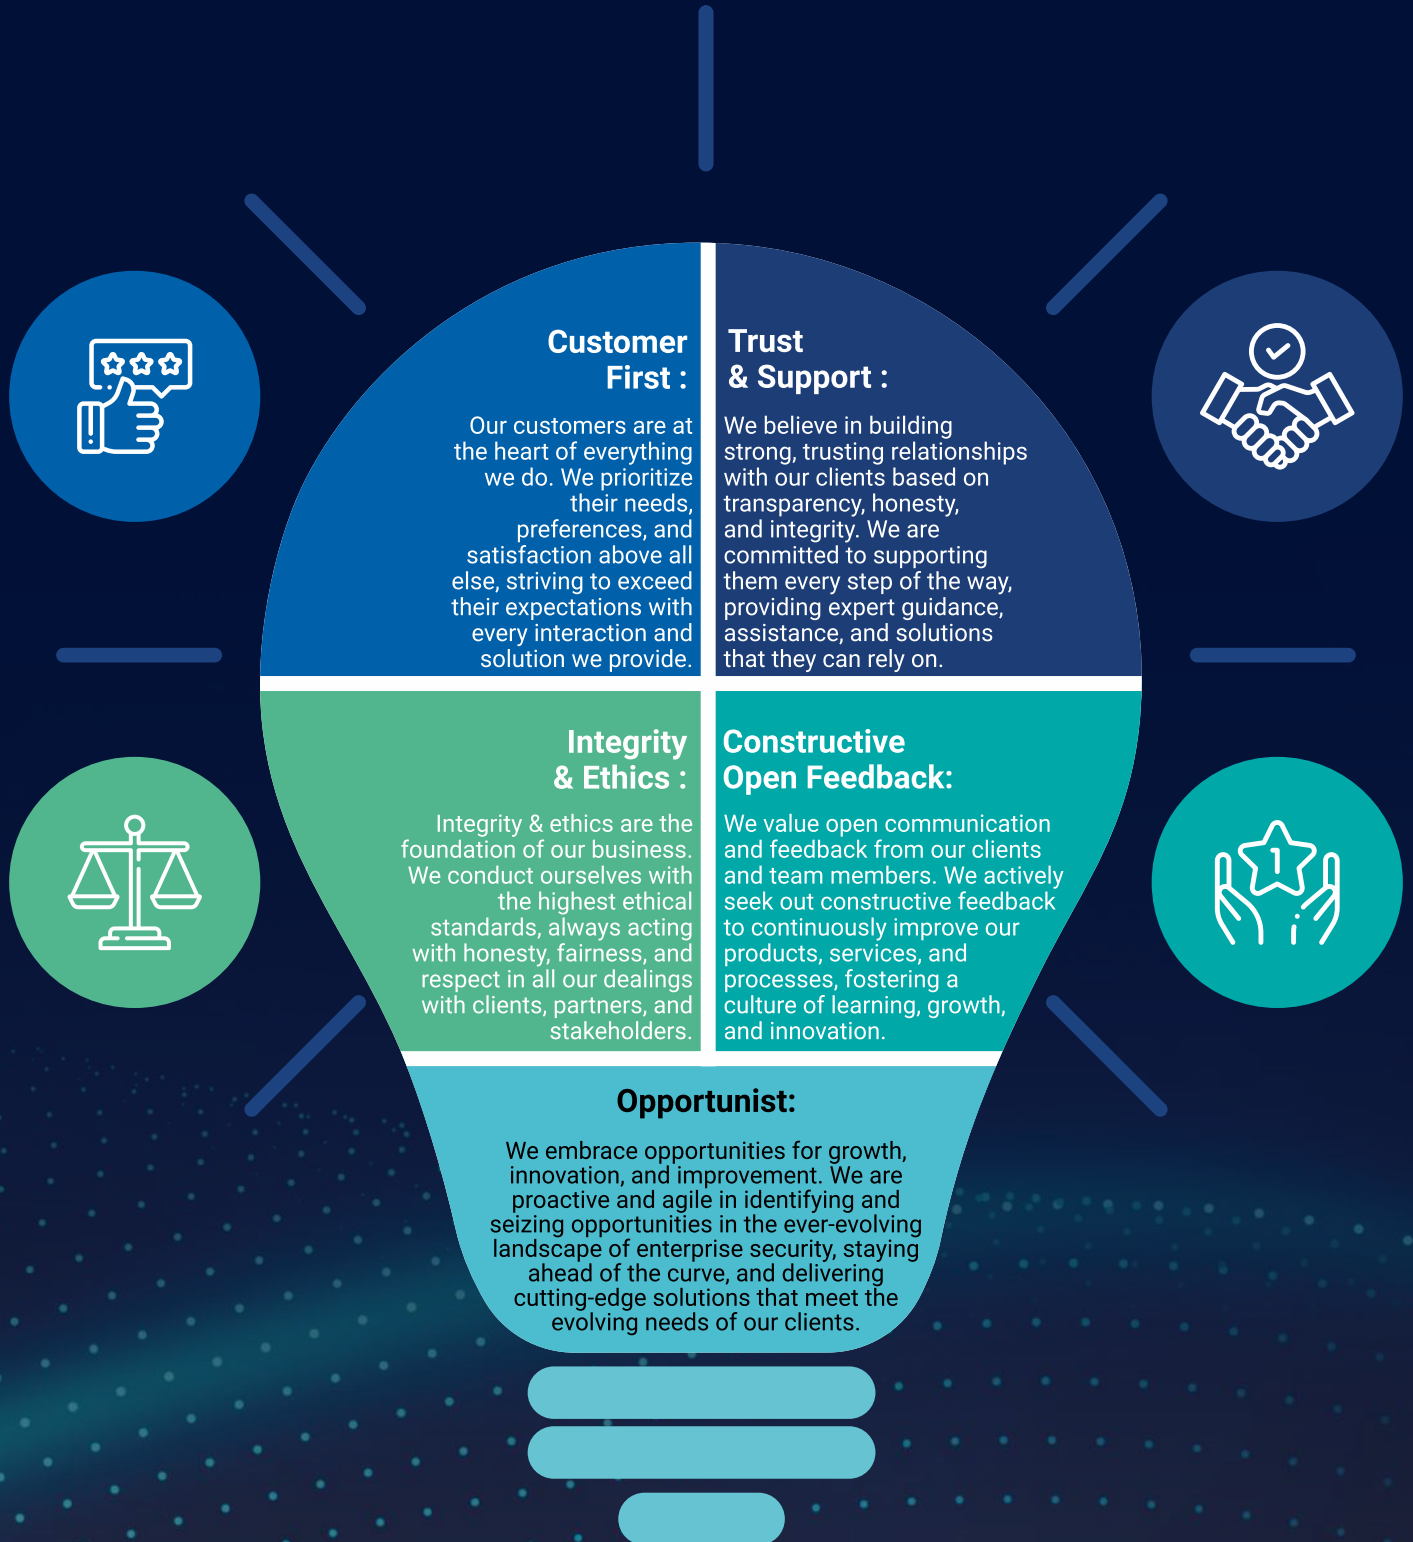 Customer
First :
Our customers are at
the heart of everything
we do. We prioritize
their needs,
preferences, and
satisfaction above all
else, striving to exceed
their expectations with
every interaction and
solution we provide.
Trust
& Support :
We believe in building
strong, trusting relationships
with our clients based on
transparency, honesty,
and integrity. We are
committed to supporting
them every step of the way,
providing expert guidance,
assistance, and solutions
that they can rely on.
Integrity
& Ethics :
Integrity & ethics are the
foundation of our business.
We conduct ourselves with
the highest ethical
standards, always acting
with honesty, fairness, and
respect in all our dealings
with clients, partners, and
stakeholders.
Constructive
Open Feedback:
We value open communication
and feedback from our clients
and team members. We actively
seek out constructive feedback
to continuously improve our
products, services, and
processes, fostering a
culture of learning, growth,
and innovation.
1
Opportunist:
We embrace opportunities for growth,
innovation, and improvement. We are
proactive and agile in identifying and
seizing opportunities in the ever-evolving
landscape of enterprise security, staying
ahead of the curve, and delivering
cutting-edge solutions that meet the
evolving needs of our clients.